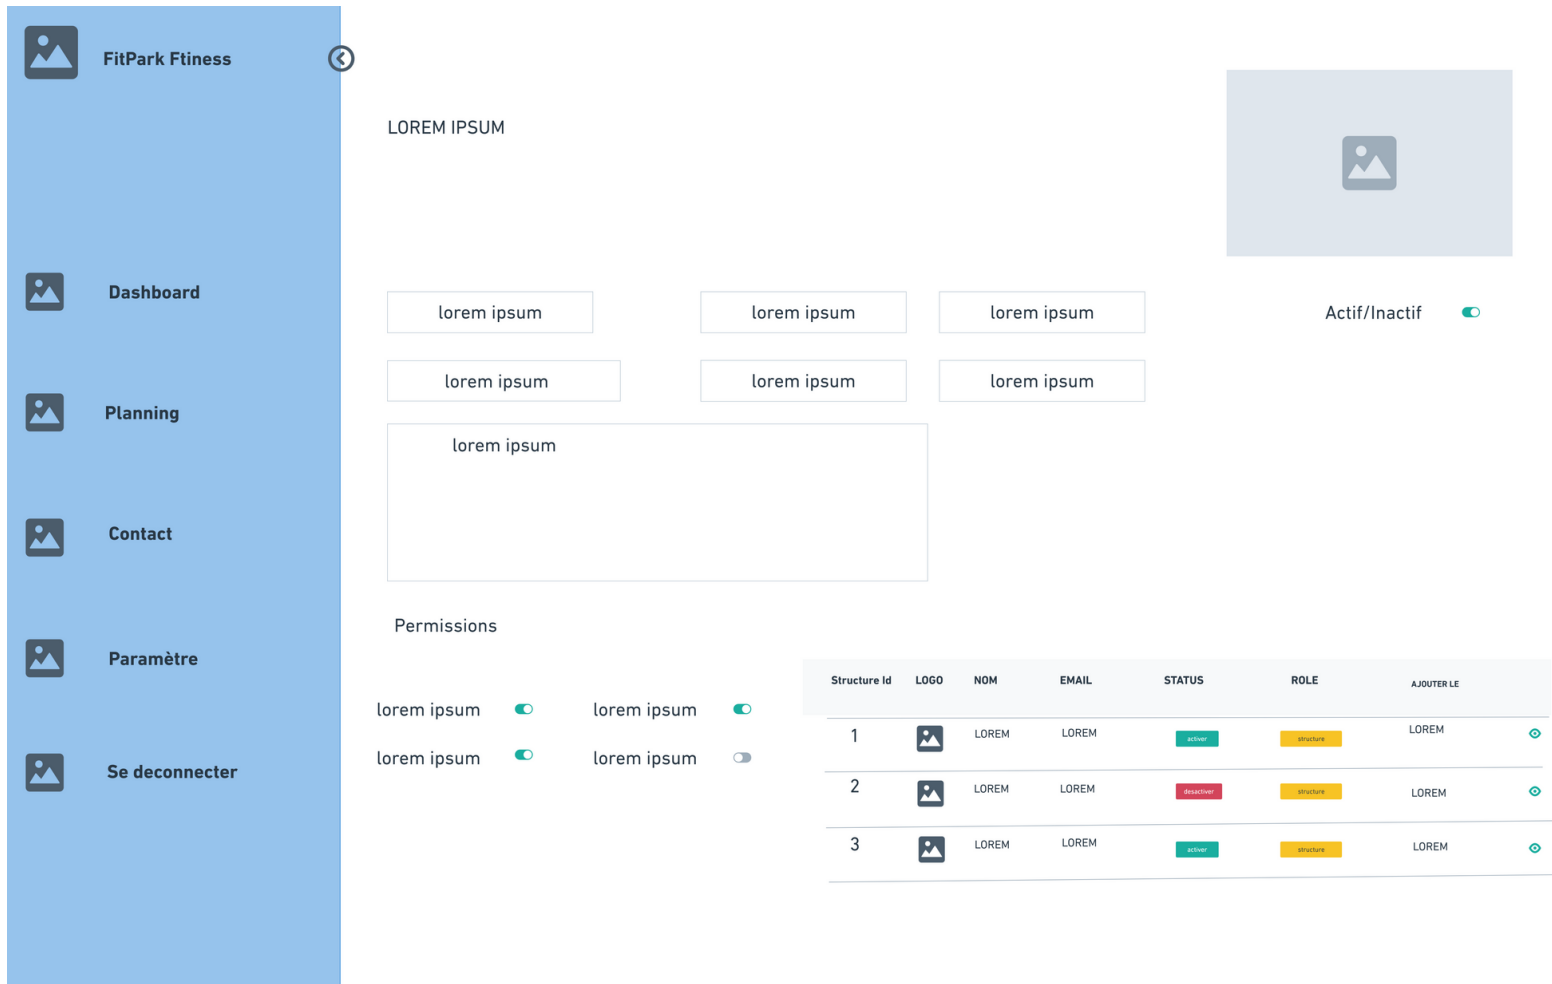 FitPark Ftiness
Dashboard
Planning
Contact
Paramètre
Se deconnecter
LOREM IPSUM
lorem ipsum
lorem ipsum
lorem ipsum
Actif/Inactif
lorem ipsum
lorem ipsum
lorem ipsum
lorem ipsum
Permissions
lorem ipsum
lorem ipsum
lorem ipsum
lorem ipsum
Structure Id LOGO NOM EMAIL STATUS ROLE AJOUTER LE
1 LOREM LOREM activer structure LOREM
2 LOREM LOREM desactiver structure LOREM
3 LOREM LOREM activer structure LOREM